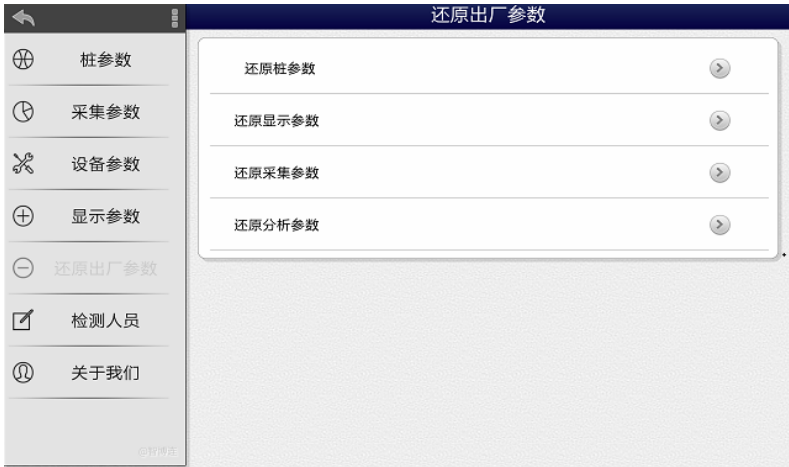 还原出厂参数
桩参数
采集参数
设备参数
显示参数
还原出厂参数
检测人员
关于我们
@智博联
还原桩参数
还原显示参数
还原采集参数
还原分析参数